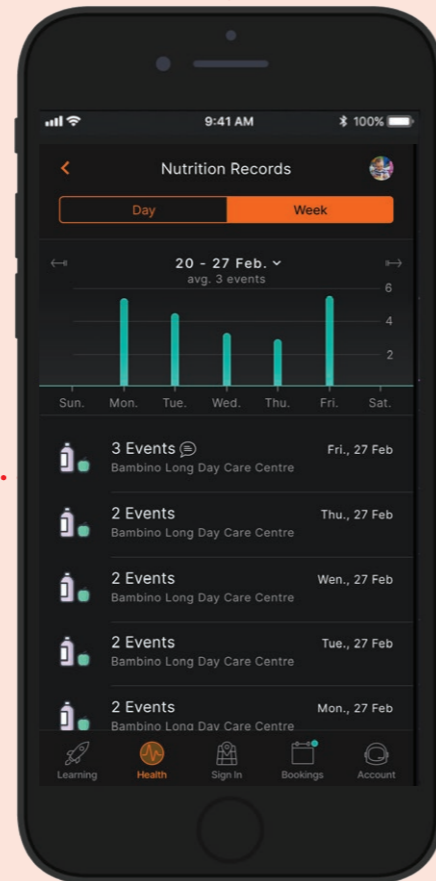 9:41 AM
100%
Nutrition Records
Day
Week
20 - 27 Feb.
avg. 3 events
6
4
2
Sun. Mon. Tue. Wed. Thu. Fri. Sat.
3 Events
Fri., 27 Feb
Bambino Long Day Care Centre
2 Events
Thu., 27 Feb
Bambino Long Day Care Centre
2 Events
Wen., 27 Feb
Bambino Long Day Care Centre
2 Events
Tue., 27 Feb
Bambino Long Day Care Centre
2 Events
Mon., 27 Feb
Bambino Long Day Care Centre
Learning
Health
Sign In
Bookings
Account